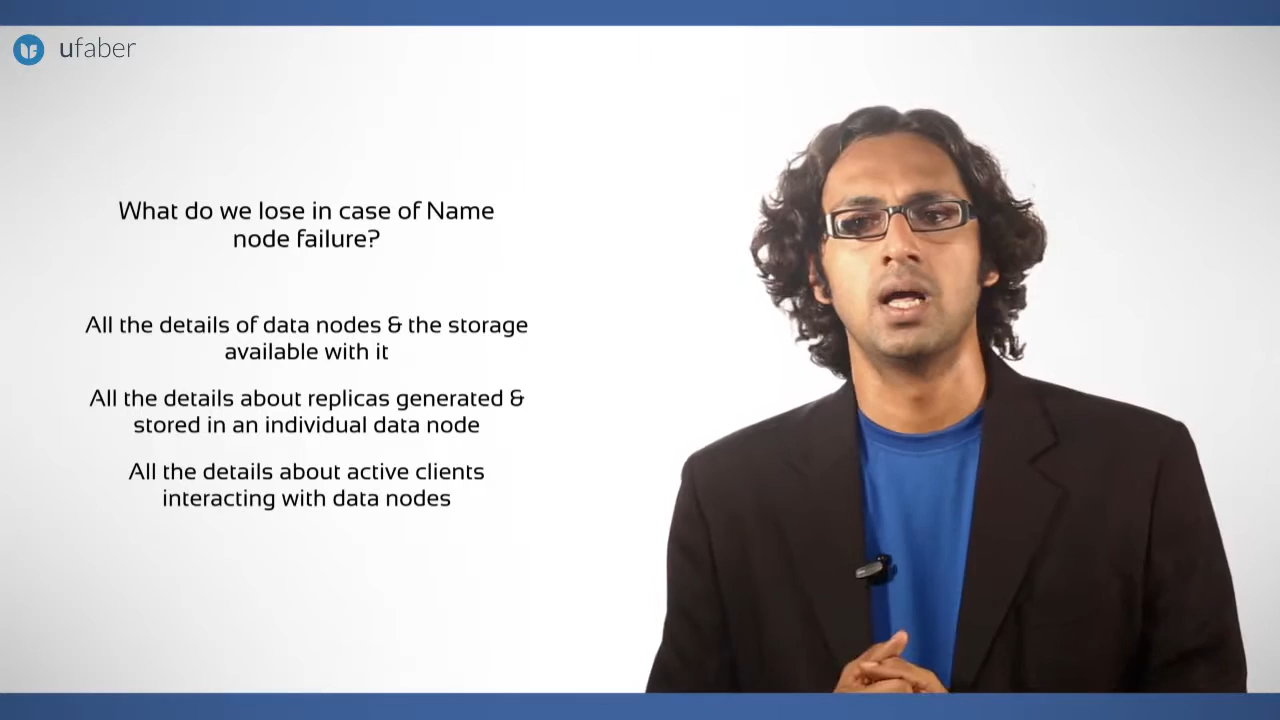 ufaber
What do we lose in case of Name
node failure?
All the details of data nodes & the storage
available with it
All the details about replicas generated &
stored in an individual data node
All the details about active clients
interacting with data nodes